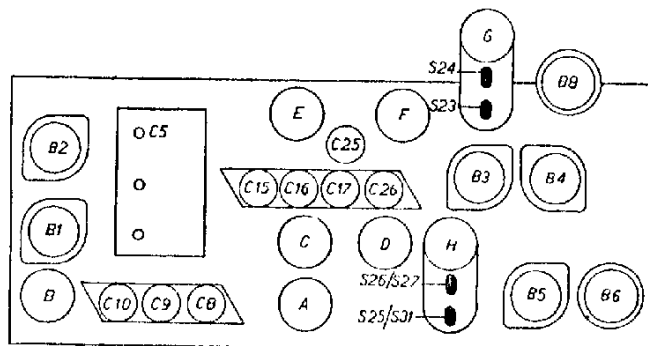 G
S24
B8
S23
E
F
C5
B2
C25
B3
B4
C15 C16 C17 C26
B1
C
D
H
S26/S27
B
C10 C9 C8
A
S25/S31
B5
B6